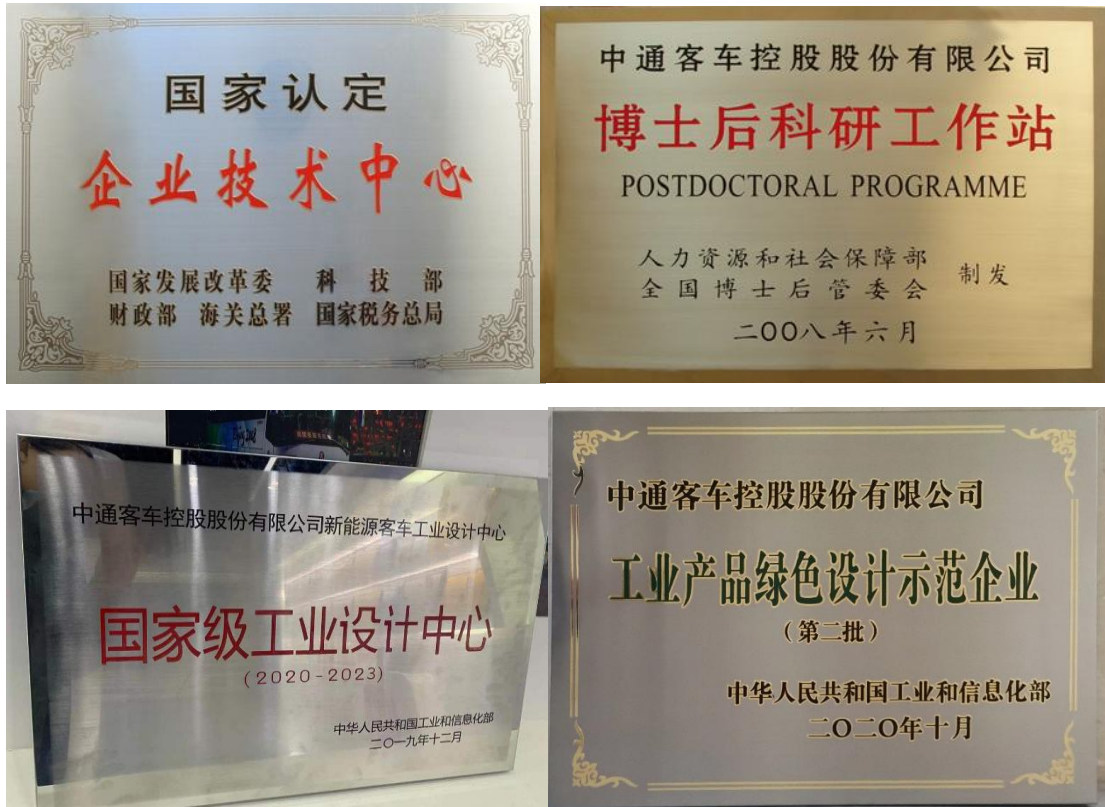 国家认定
企业技术中心
国家发展改革委 科技部
财政部 海关总署 国家税务总局
中通客车控股股份有限公司
博士后科研工作站
POSTDOCTORAL PROGRAMME
人力资源和社会保障部
全国博士后管委会 制发
二〇〇八年六月
中通客车控股股份有限公司新能源客车工业设计中心
国家级工业设计中心
(2020-2023)
中华人民共和国工业和信息化部
二〇一九年十二月
中通客车控股股份有限公司
工业产品绿色设计示范企业
(第二批)
中华人民共和国工业和信息化部
二〇二〇年十月